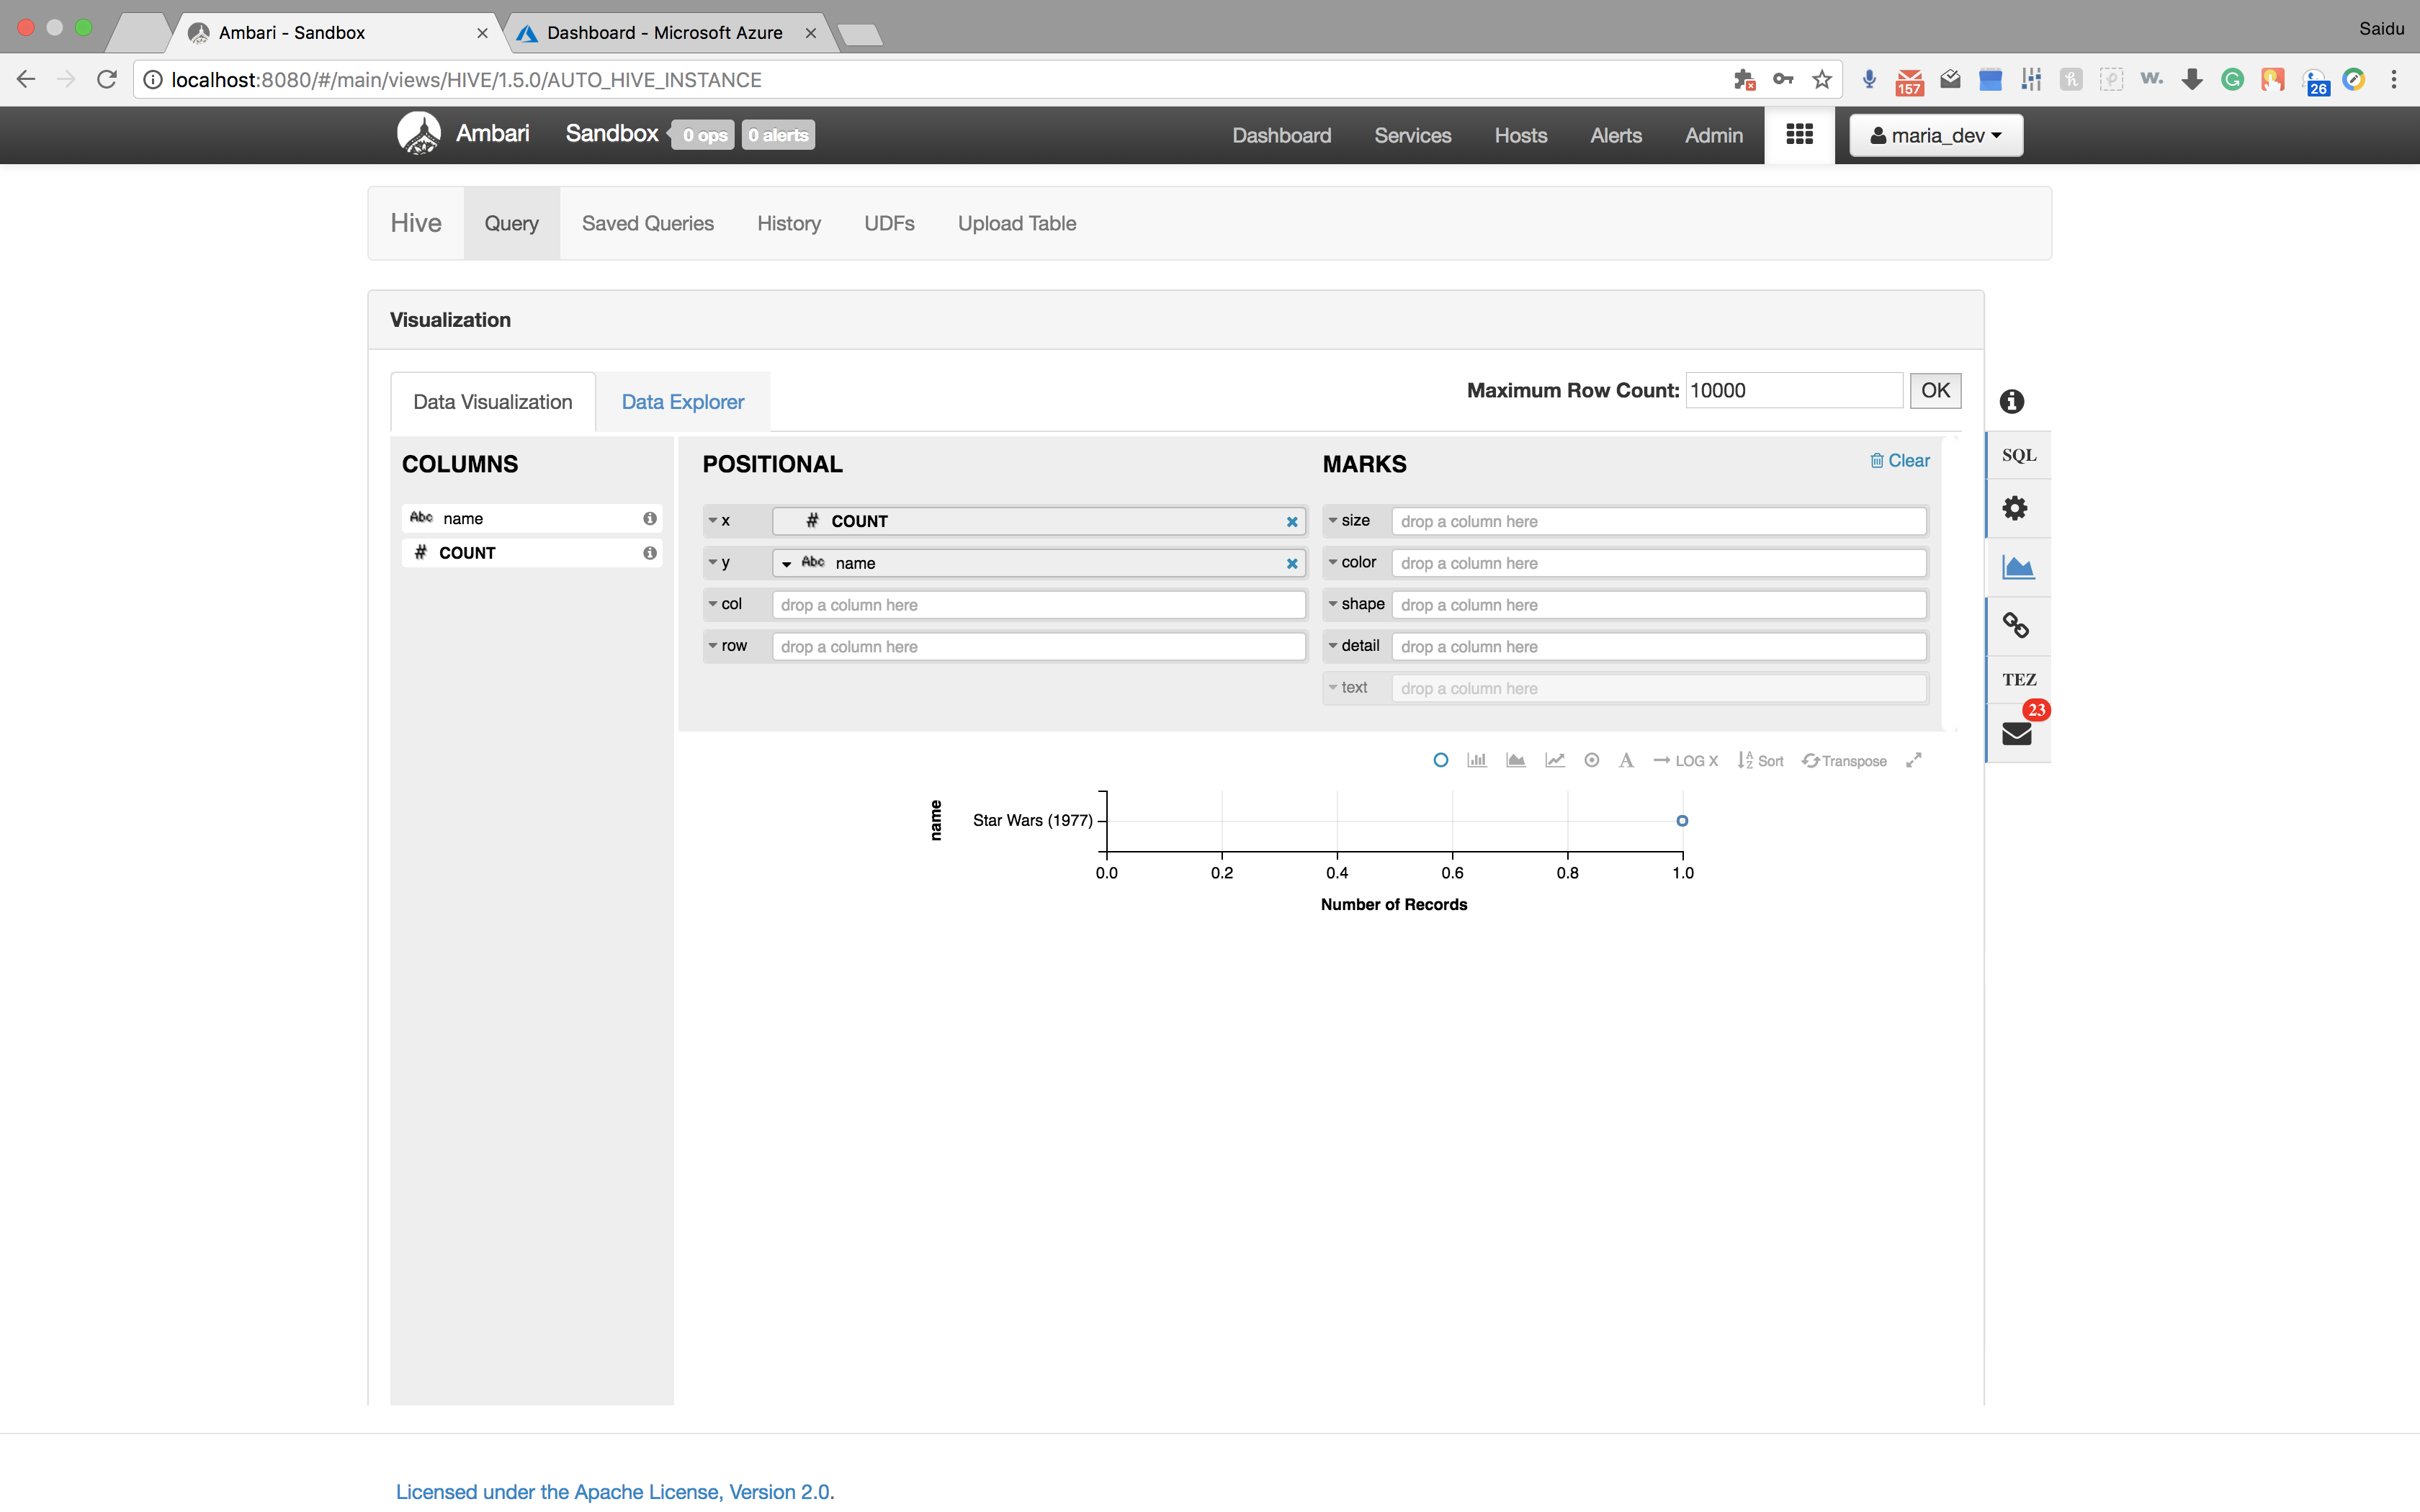 Ambari - Sandbox
Dashboard - Microsoft Azure
Saidu
localhost:8080/#/main/views/HIVE/1.5.0/AUTO_HIVE_INSTANCE
157
w.
26
Ambari Sandbox 0 ops 0 alerts Dashboard Services Hosts Alerts Admin maria_dev
Hive Query Saved Queries History UDFs Upload Table
Visualization
Data Visualization Data Explorer Maximum Row Count: 10000 OK
COLUMNS POSITIONAL MARKS Clear
SQL
Abc name
# COUNT
x # COUNT
y Abc name
col drop a column here
row drop a column here
size drop a column here
color drop a column here
shape drop a column here
detail drop a column here
text drop a column here
TEZ
23
A LOG X Sort Transpose
name
Star Wars (1977)
0.0 0.2 0.4 0.6 0.8 1.0
Number of Records
Licensed under the Apache License, Version 2.0.